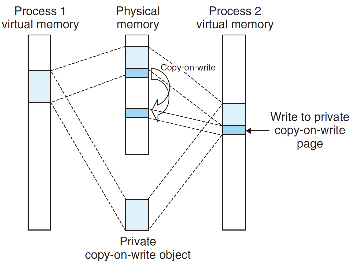 Process 1
virtual memory
Physical
memory
Process 2
virtual memory
Copy-on-write
Write to private
copy-on-write
page
Private
copy-on-write object